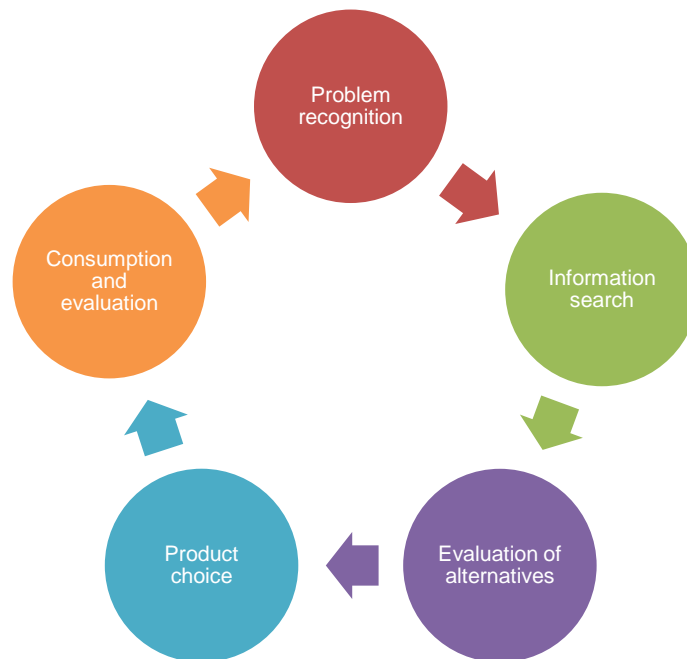 Problem
recognition
Information
search
Evaluation of
alternatives
Product
choice
Consumption
and
evaluation